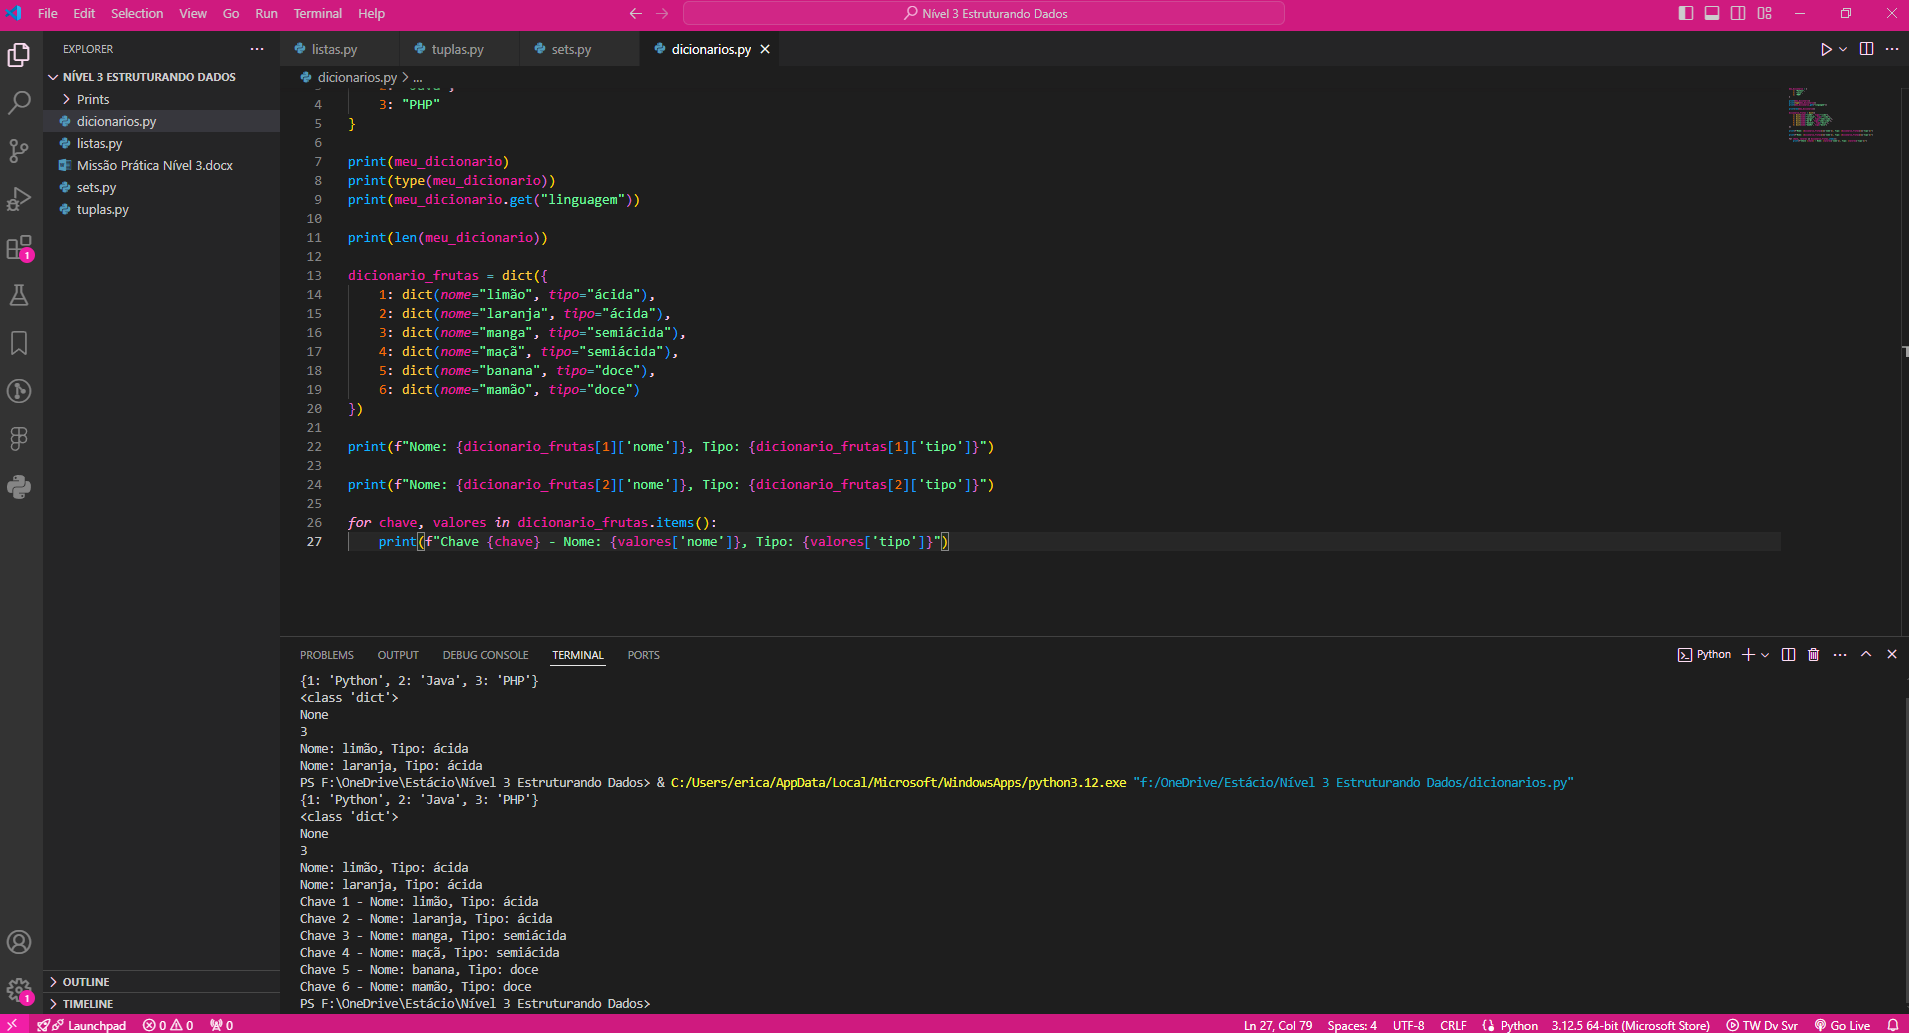 File Edit Selection View Go Run Terminal Help
Nível 3 Estruturando Dados
EXPLORER
NÍVEL 3 ESTRUTURANDO DADOS
Prints
dicionarios.py
listas.py
Missão Prática Nível 3.docx
sets.py
tuplas.py
OUTLINE
TIMELINE
1
1
listas.py tuplas.py sets.py dicionarios.py
dicionarios.py > ...
4 3: "PHP"
5 }
6
7 print(meu_dicionario)
8 print(type(meu_dicionario))
9 print(meu_dicionario.get("linguagem"))
10
11 print(len(meu_dicionario))
12
13 dicionario_frutas = dict({
14 1: dict(nome="limão", tipo="ácida"),
15 2: dict(nome="laranja", tipo="ácida"),
16 3: dict(nome="manga", tipo="semiácida"),
17 4: dict(nome="maçã", tipo="semiácida"),
18 5: dict(nome="banana", tipo="doce"),
19 6: dict(nome="mamão", tipo="doce")
20 })
21
22 print(f"Nome: {dicionario_frutas[1]['nome']}, Tipo: {dicionario_frutas[1]['tipo']}")
23
24 print(f"Nome: {dicionario_frutas[2]['nome']}, Tipo: {dicionario_frutas[2]['tipo']}")
25
26 for chave, valores in dicionario_frutas.items():
27 print(f"Chave {chave} - Nome: {valores['nome']}, Tipo: {valores['tipo']}")
PROBLEMS OUTPUT DEBUG CONSOLE TERMINAL PORTS
Python
{1: 'Python', 2: 'Java', 3: 'PHP'}
<class 'dict'>
None
3
Nome: limão, Tipo: ácida
Nome: laranja, Tipo: ácida
PS F:\OneDrive\Estácio\Nível 3 Estruturando Dados> & C:/Users/erica/AppData/Local/Microsoft/WindowsApps/python3.12.exe "f:/OneDrive/Estácio/Nível 3 Estruturando Dados/dicionarios.py"
{1: 'Python', 2: 'Java', 3: 'PHP'}
<class 'dict'>
None
3
Nome: limão, Tipo: ácida
Nome: laranja, Tipo: ácida
Chave 1 - Nome: limão, Tipo: ácida
Chave 2 - Nome: laranja, Tipo: ácida
Chave 3 - Nome: manga, Tipo: semiácida
Chave 4 - Nome: maçã, Tipo: semiácida
Chave 5 - Nome: banana, Tipo: doce
Chave 6 - Nome: mamão, Tipo: doce
PS F:\OneDrive\Estácio\Nível 3 Estruturando Dados>
Launchpad 0 0 0 Ln 27, Col 79 Spaces: 4 UTF-8 CRLF Python 3.12.5 64-bit (Microsoft Store) TW Dv Svr Go Live